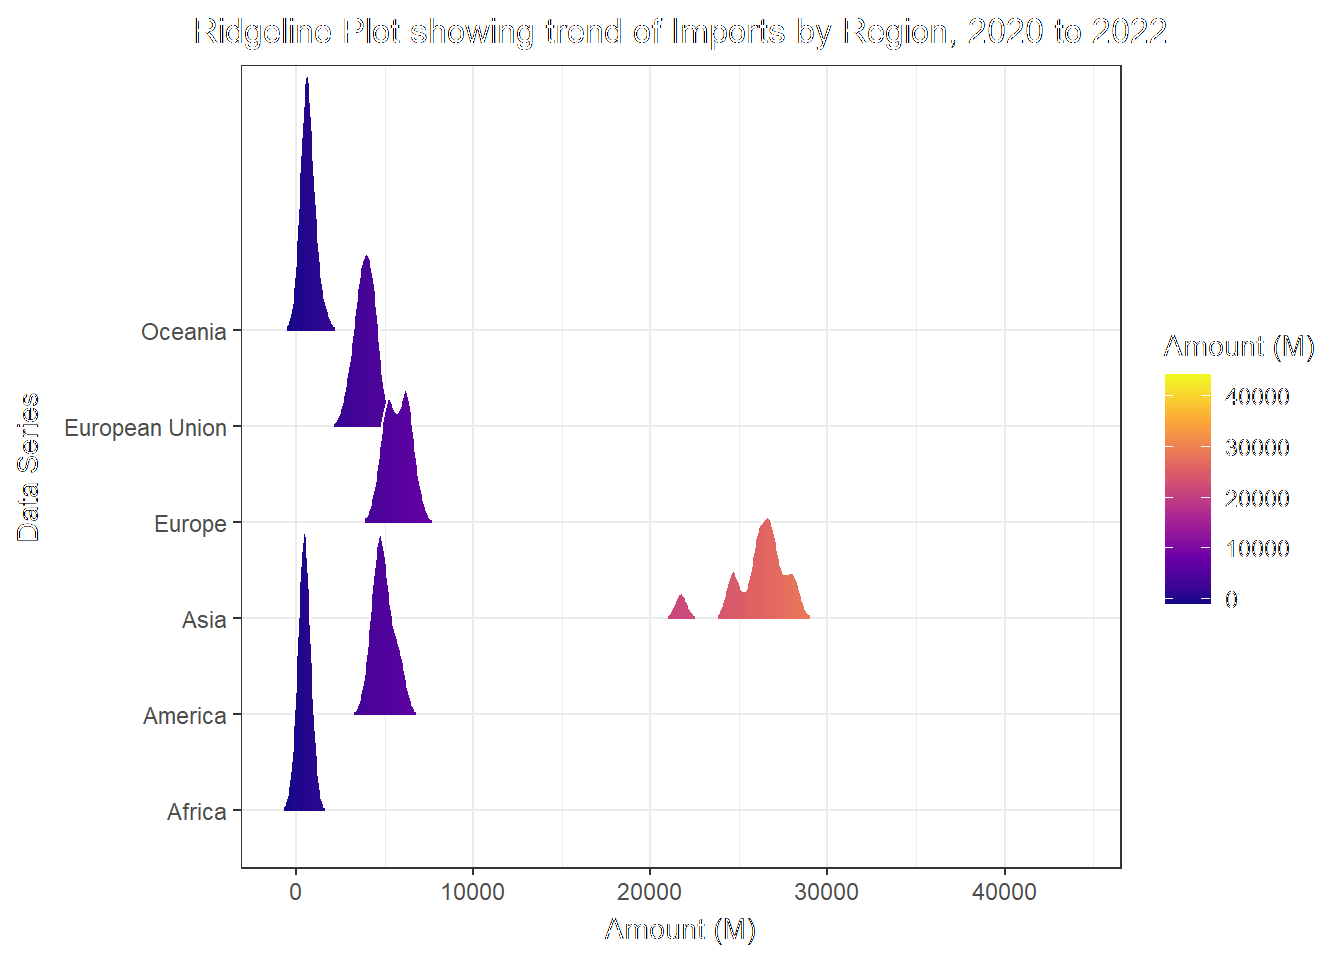 Ridgeline Plot showing trend of Imports by Region, 2020 to 2022
Data Series
Oceania
European Union
Europe
Asia
America
Africa
0 10000 20000 30000 40000
Amount (M)
Amount (M)
40000
30000
20000
10000
0